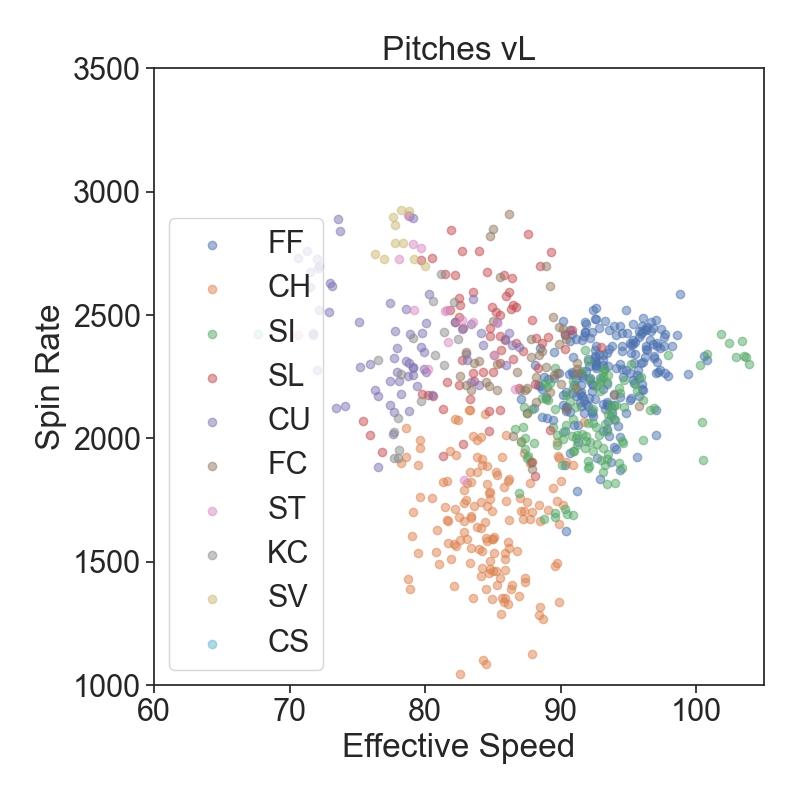 Pitches vL
3500
3000
2500
2000
1500
1000
Spin Rate
FF
CH
SI
SL
CU
FC
ST
KC
SV
CS
60 70 80 90 100
Effective Speed